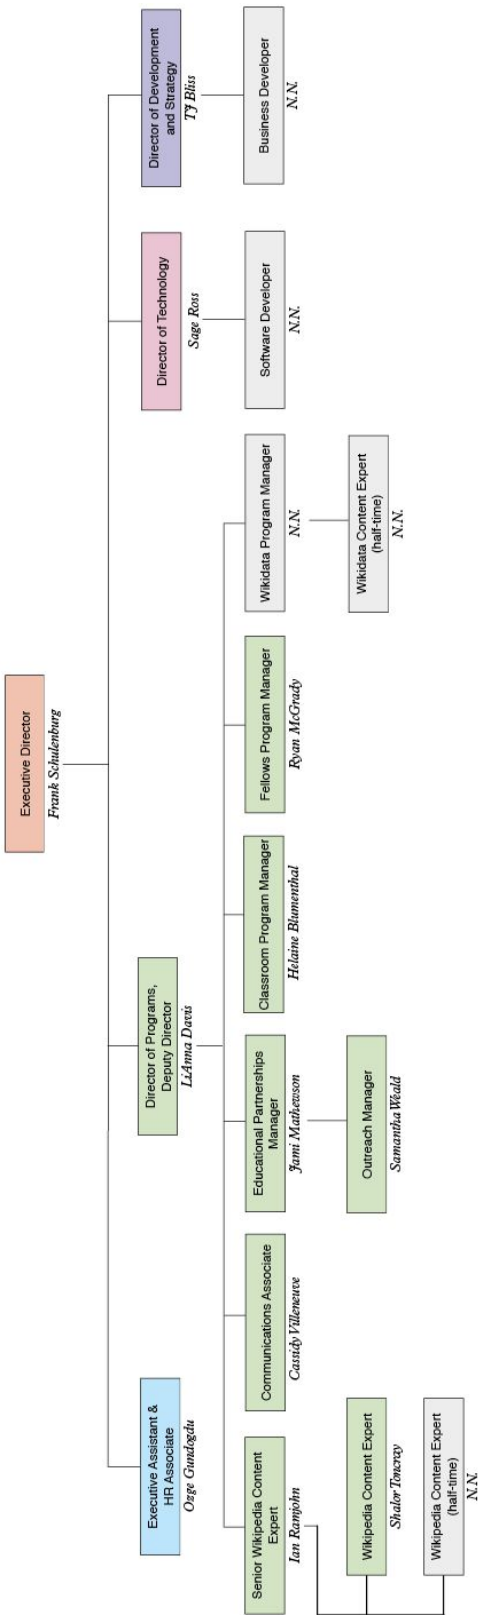 Executive Director
Frank Schulenburg
Executive Assistant &
HR Associate
Ozge Gundogdu
Director of Programs,
Deputy Director
LiAnna Davis
Director of Technology
Sage Ross
Director of Development
and Strategy
TJ Bliss
Senior Wikipedia Content
Expert
Ian Ramjohn
Communications Associate
Cassidy Villeneuve
Educational Partnerships
Manager
Jami Mathewson
Classroom Program Manager
Helaine Blumenthal
Fellows Program Manager
Ryan McGrady
Wikidata Program Manager
N.N.
Software Developer
N.N.
Business Developer
N.N.
Wikipedia Content Expert
Shalor Toncray
Outreach Manager
Samantha Weald
Wikidata Content Expert
(half-time)
N.N.
Wikipedia Content Expert
(half-time)
N.N.